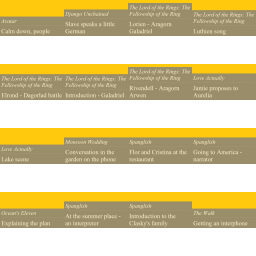 Avatar
Calm down, people
Django Unchained
Slave speaks a little
German
The Lord of the Rings: The
Fellowship of the Ring
Lorien - Aragorn
Galadriel
The Lord of the Rings: The
Fellowship of the Ring
Luthien song
The Lord of the Rings: The
Fellowship of the Ring
Elrond - Dagorlad battle
The Lord of the Rings: The
Fellowship of the Ring
Introduction - Galadriel
The Lord of the Rings: The
Fellowship of the Ring
Rivendell - Aragorn
Arwen
Love Actually
Jamie proposes to
Aurelia
Love Actually
Lake scene
Monsoon Wedding
Conversation in the
garden on the phone
Spanglish
Flor and Cristina at the
restaurant
Spanglish
Going to America -
narrator
Ocean's Eleven
Explaining the plan
Spanglish
At the summer place -
an interpreter
Spanglish
Introduction to the
Clasky's family
The Walk
Getting an interphone